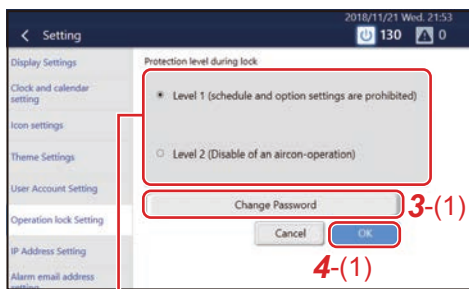 2018/11/21 Wed. 21:53
< Setting
130 0
Display Settings
Protection level during lock
Clock and calendar
setting
Level 1 (schedule and option settings are prohibited)
Icon settings
Theme Settings
Level 2 (Disable of an aircon-operation)
User Account Setting
Change Password
3-(1)
Operation lock Setting
Cancel OK
IP Address Setting
4-(1)
Alarm email address
setting